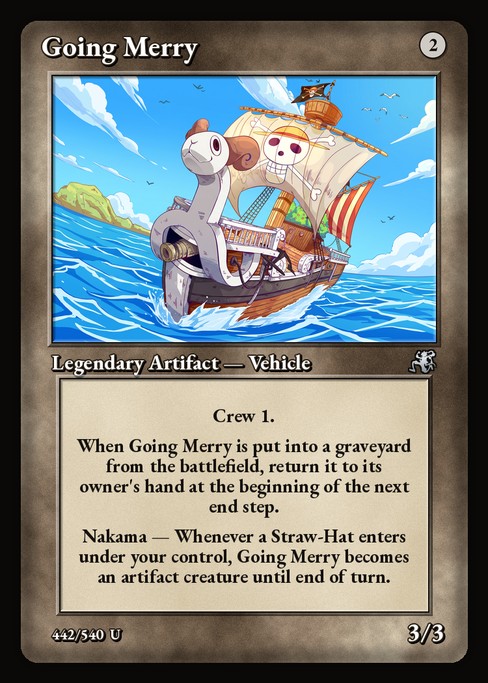 Going Merry
2
Legendary Artifact — Vehicle
Crew 1.
When Going Merry is put into a graveyard
from the battlefield, return it to its
owner's hand at the beginning of the next
end step.
Nakama — Whenever a Straw-Hat enters
under your control, Going Merry becomes
an artifact creature until end of turn.
442/540 U
3/3